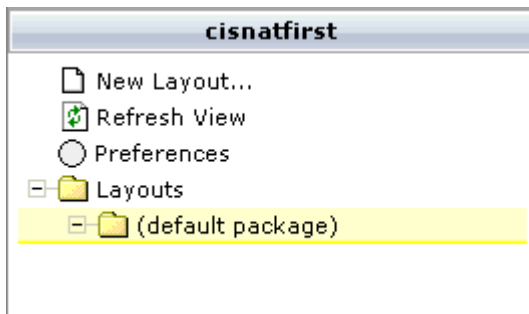 cisnatfirst
New Layout...
Refresh View
Preferences
Layouts
(default package)